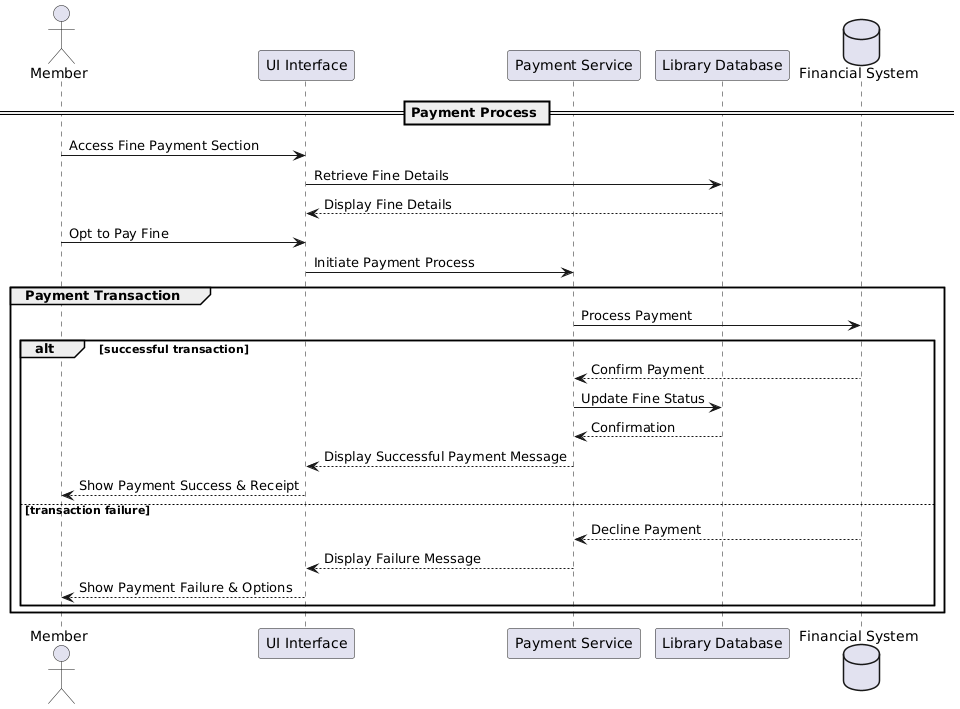 Member
UI Interface
Payment Service
Library Database
Financial System
Payment Process
Access Fine Payment Section
Retrieve Fine Details
Display Fine Details
Opt to Pay Fine
Initiate Payment Process
Payment Transaction
Process Payment
alt [successful transaction]
Confirm Payment
Update Fine Status
Confirmation
Display Successful Payment Message
Show Payment Success & Receipt
[transaction failure]
Decline Payment
Display Failure Message
Show Payment Failure & Options
Member
UI Interface
Payment Service
Library Database
Financial System